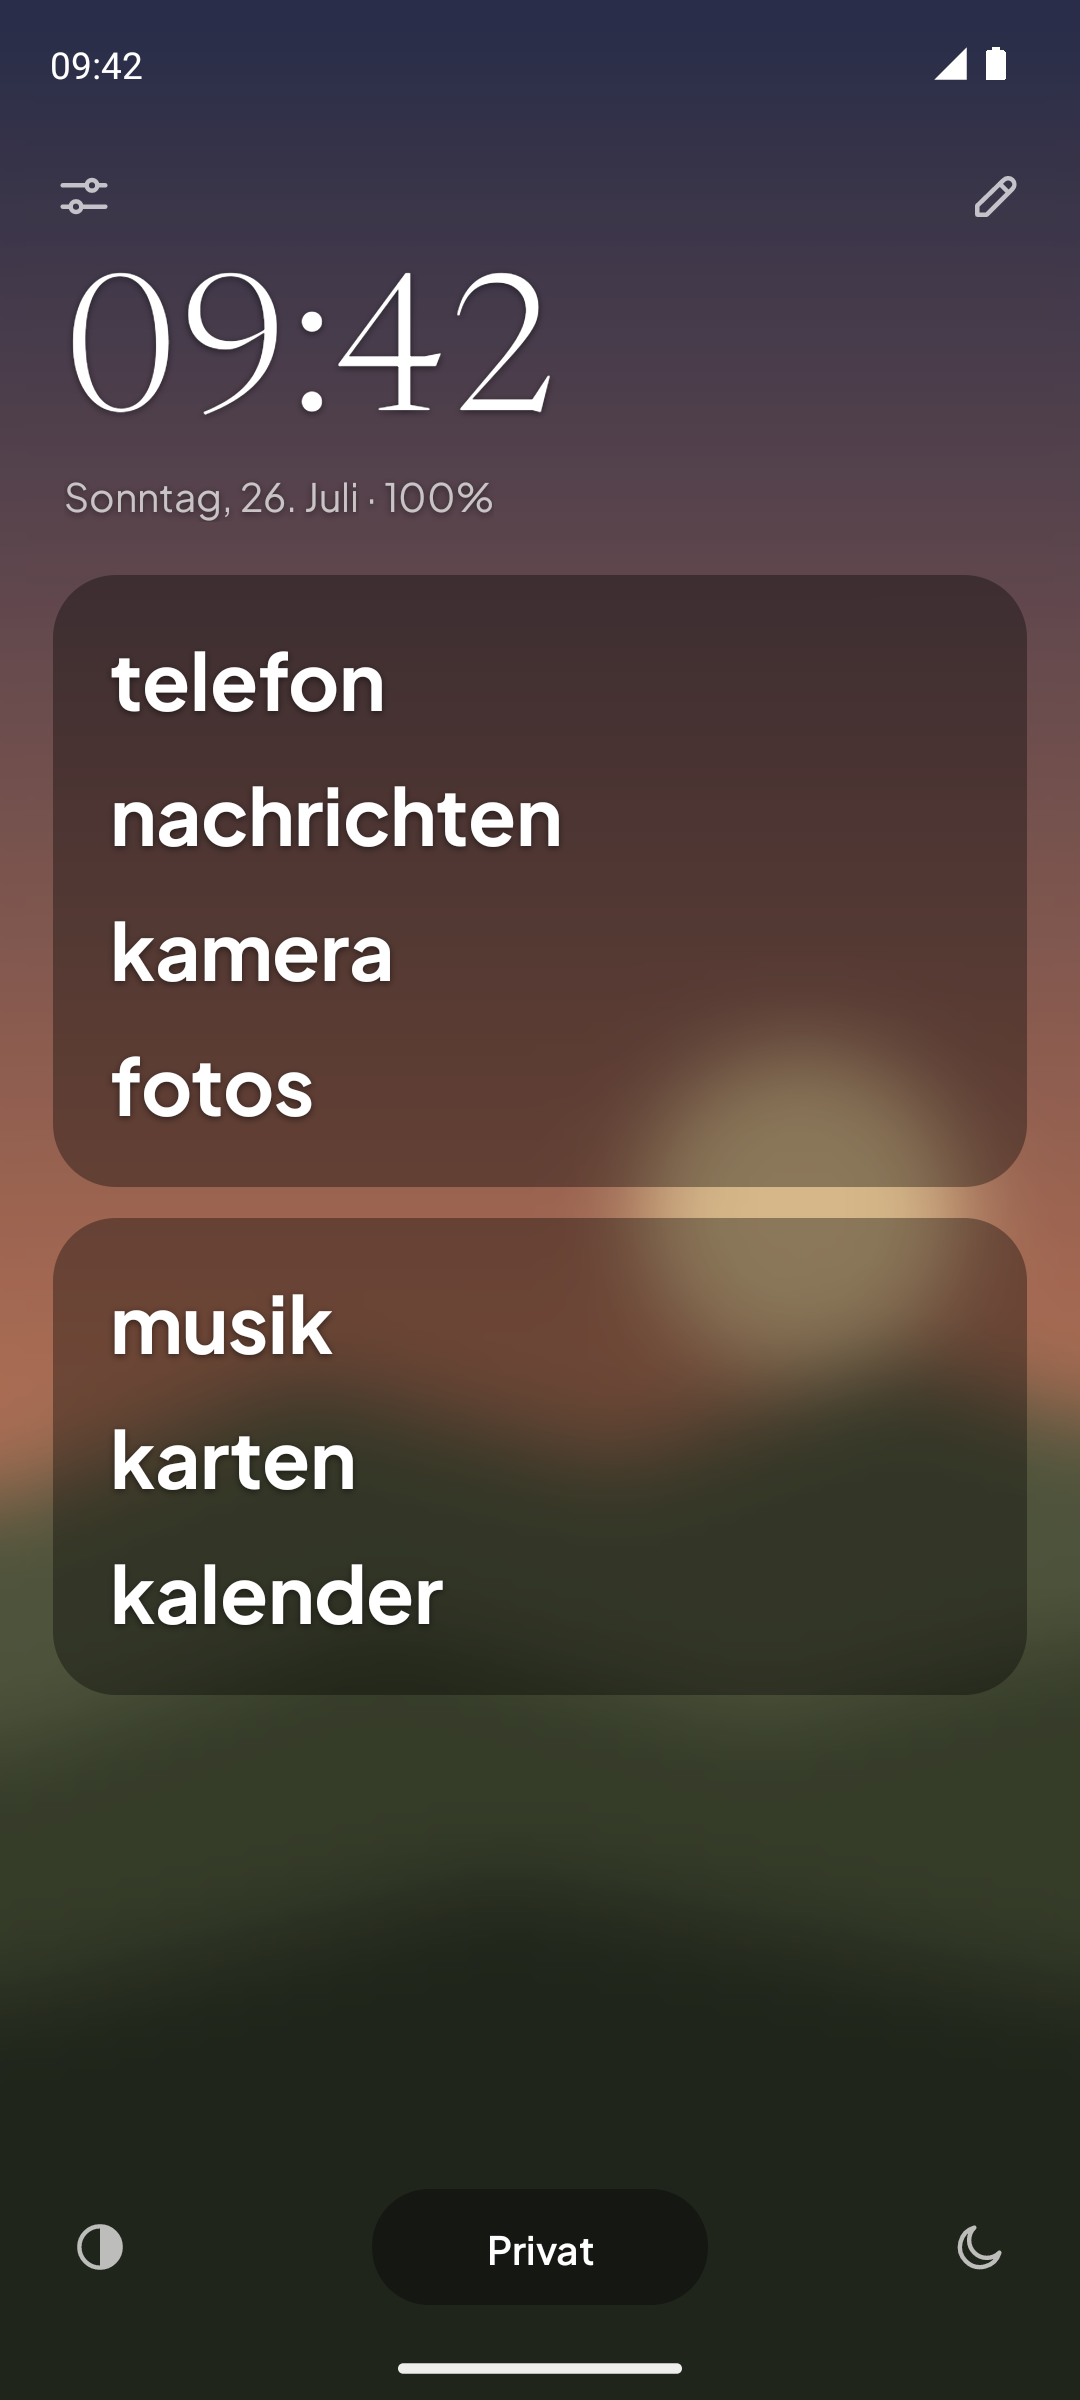 09:42
09:42
Sonntag, 26. Juli · 100%
telefon
nachrichten
kamera
fotos
musik
karten
kalender
Privat